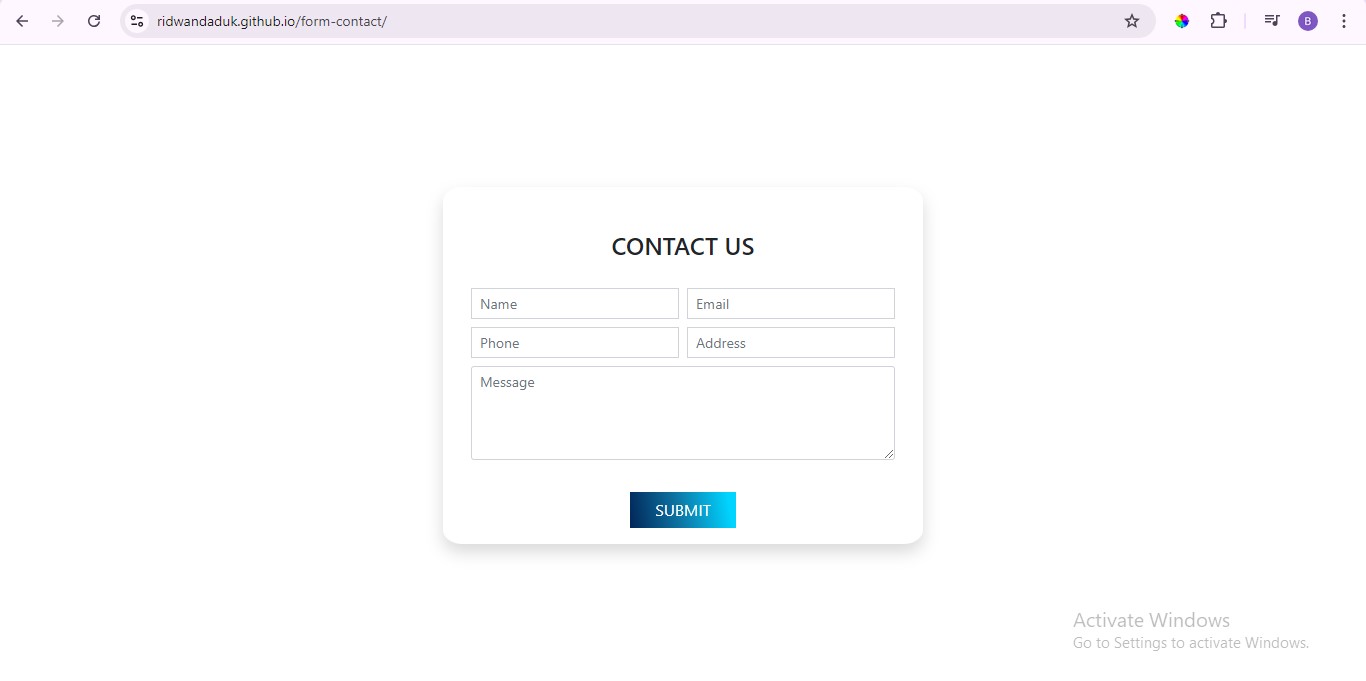 ridwandaduk.github.io/form-contact/
B
CONTACT US
Name Email
Phone Address
Message
SUBMIT
Activate Windows
Go to Settings to activate Windows.